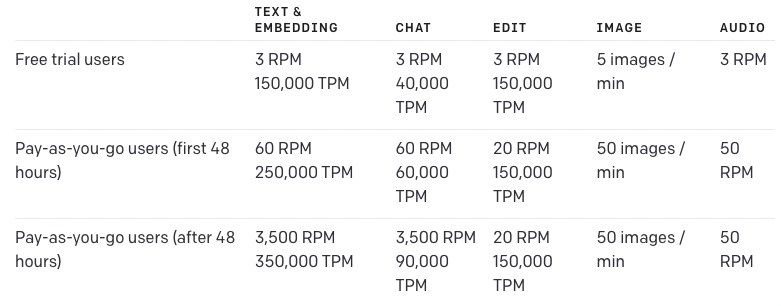 TEXT & EMBEDDING CHAT EDIT IMAGE AUDIO
Free trial users 3 RPM 3 RPM 3 RPM 5 images / 3 RPM
150,000 TPM 40,000 150,000 min
TPM TPM
Pay-as-you-go users (first 48 60 RPM 60 RPM 20 RPM 50 images / 50
hours) 250,000 TPM 60,000 150,000 min RPM
TPM TPM
Pay-as-you-go users (after 48 3,500 RPM 3,500 RPM 20 RPM 50 images / 50
hours) 350,000 TPM 90,000 150,000 min RPM
TPM TPM